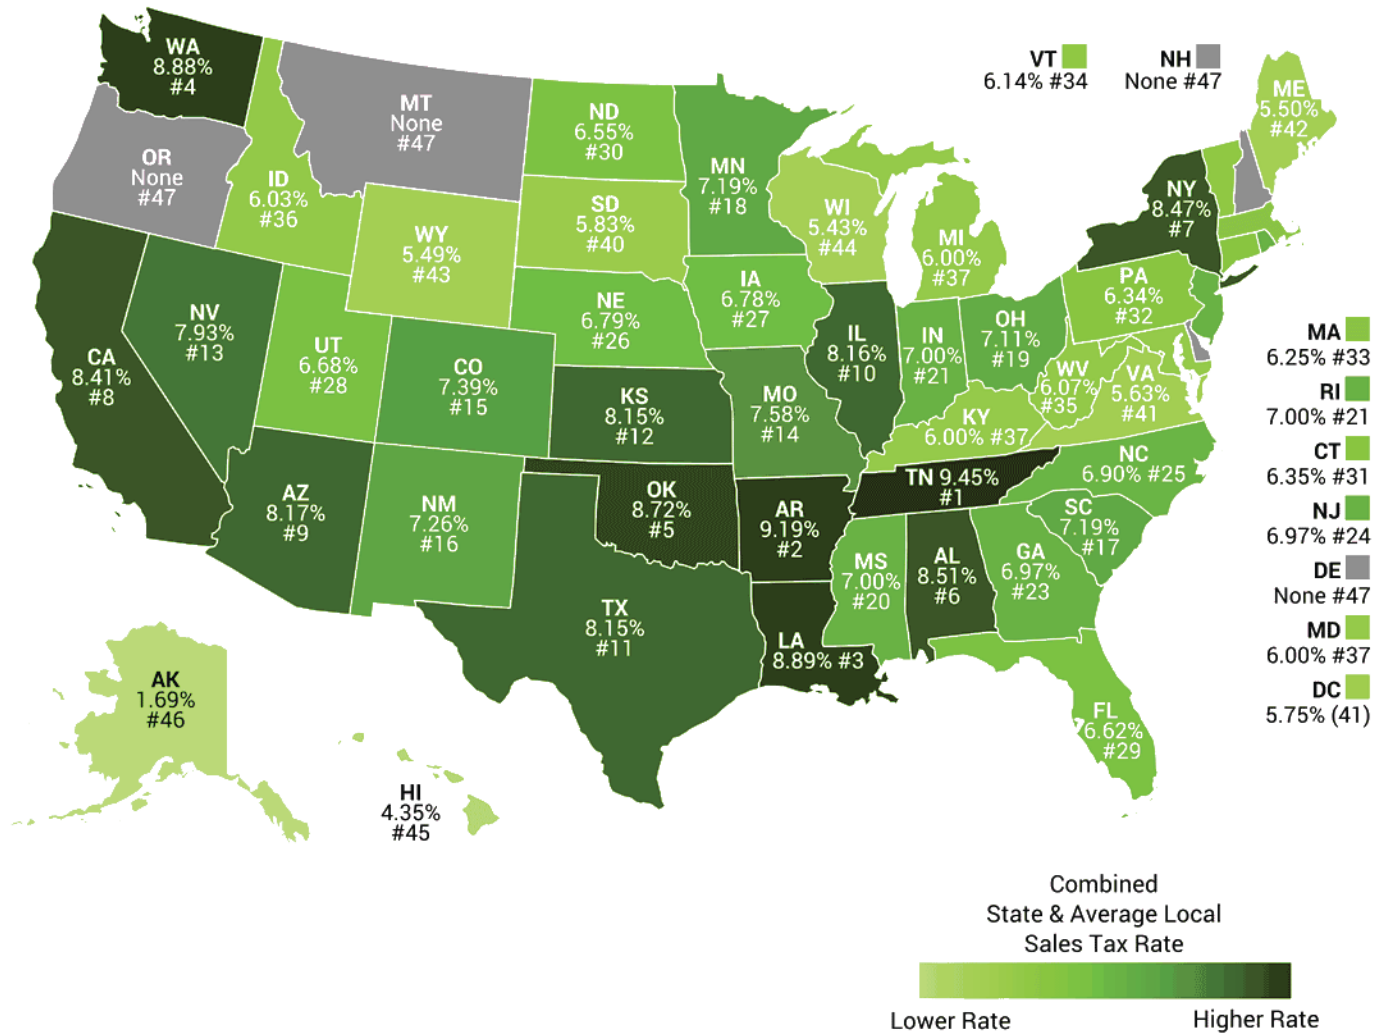 WA
8.88%
#4
MT
None
#47
OR
None
#47
ID
6.03%
#36
WY
5.49%
#43
ND
6.55%
#30
SD
5.83%
#40
MN
7.19%
#18
WI
5.43%
#44
MI
6.00%
#37
VT
6.14% #34
NH
None #47
ME
5.50%
#42
NY
8.47%
#7
CA
8.41%
#8
NV
7.93%
#13
UT
6.68%
#28
CO
7.39%
#15
NE
6.79%
#26
IA
6.78%
#27
IL
8.16%
#10
IN
7.00%
#21
OH
7.11%
#19
PA
6.34%
#32
WV
6.07%
#35
VA
5.63%
#41
KS
8.15%
#12
MO
7.58%
#14
KY
6.00% #37
NC
6.90% #25
TN 9.45%
#1
SC
7.19%
#17
AZ
8.17%
#9
NM
7.26%
#16
OK
8.72%
#5
AR
9.19%
#2
MS
7.00%
#20
AL
8.51%
#6
GA
6.97%
#23
TX
8.15%
#11
LA
8.89% #3
FL
6.62%
#29
AK
1.69%
#46
HI
4.35%
#45
MA
6.25% #33
RI
7.00% #21
CT
6.35% #31
NJ
6.97% #24
DE
None #47
MD
6.00% #37
DC
5.75% (41)
Combined
State & Average Local
Sales Tax Rate
Lower Rate
Higher Rate